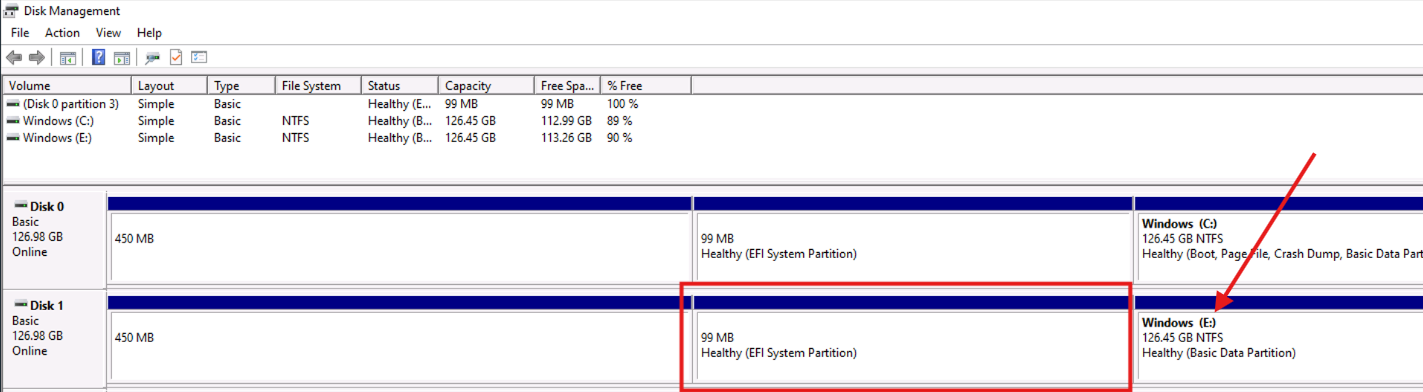 Disk Management
File Action View Help
Volume Layout Type File System Status Capacity Free Spa... % Free
(Disk 0 partition 3) Simple Basic Healthy (E... 99 MB 99 MB 100 %
Windows (C:) Simple Basic NTFS Healthy (B... 126.45 GB 112.99 GB 89 %
Windows (E:) Simple Basic NTFS Healthy (B... 126.45 GB 113.26 GB 90 %
Disk 0
Basic
126.98 GB
Online
450 MB
99 MB
Healthy (EFI System Partition)
Windows (C:)
126.45 GB NTFS
Healthy (Boot, Page File, Crash Dump, Basic Data Part
Disk 1
Basic
126.98 GB
Online
450 MB
99 MB
Healthy (EFI System Partition)
Windows (E:)
126.45 GB NTFS
Healthy (Basic Data Partition)